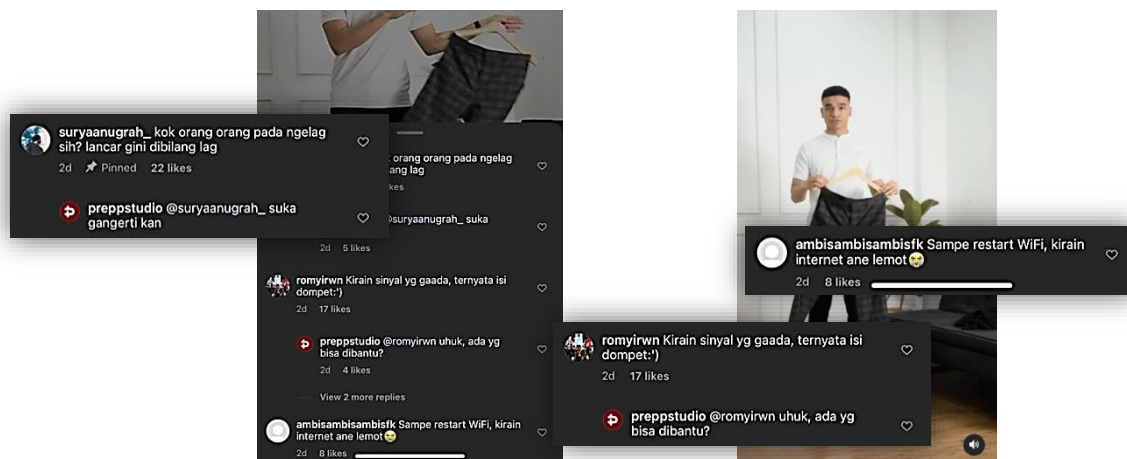 suryaanugrah_ kok orang orang pada ngelag
sih? lancar gini dibilang lag
2d Pinned 22 likes
preppstudio @suryaanugrah_ suka
gangerti kan
orang orang pada ngelag
ang lag
kes
suryaanugrah_ suka
2d 5 likes
romyirwn Kirain sinyal yg gaada, ternyata isi
dompet:')
2d 17 likes
preppstudio @romyirwn uhuk, ada yg
bisa dibantu?
2d 4 likes
View 2 more replies
ambisambisambisfk Sampe restart WiFi, kirain
internet ane lemot😭
2d 8 likes
ambisambisambisfk Sampe restart WiFi, kirain
internet ane lemot😭
2d 8 likes
romyirwn Kirain sinyal yg gaada, ternyata isi
dompet:')
2d 17 likes
preppstudio @romyirwn uhuk, ada yg
bisa dibantu?